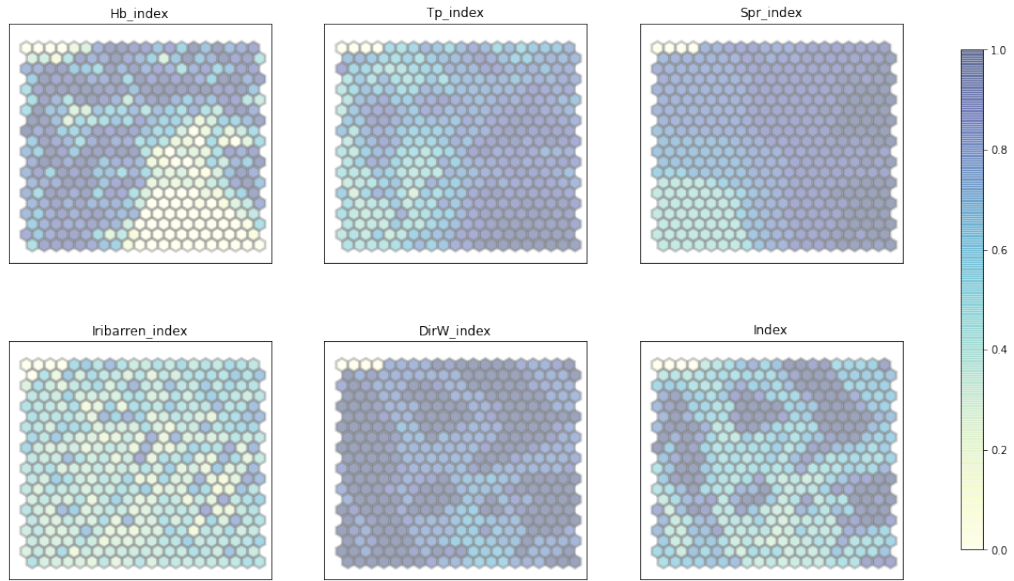 Hb_index
Tp_index
Spr_index
1.0
0.8
0.6
0.4
0.2
0.0
Iribarren_index
DirW_index
Index